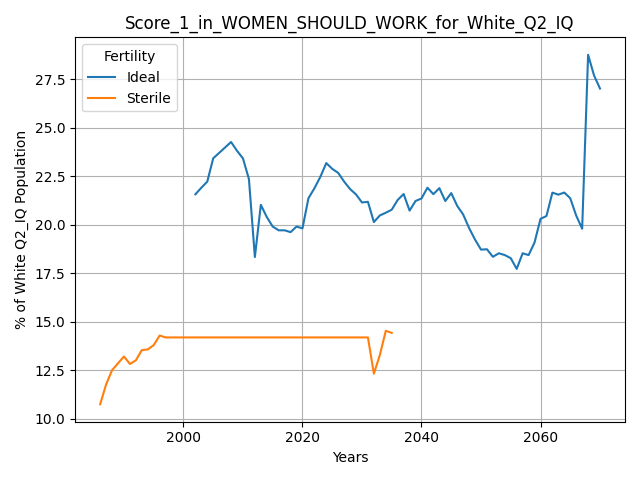 Score_1_in_WOMEN_SHOULD_WORK_for_White_Q2_IQ
Fertility
Ideal
Sterile
% of White Q2_IQ Population
27.5
25.0
22.5
20.0
17.5
15.0
12.5
10.0
2000
2020
2040
2060
Years